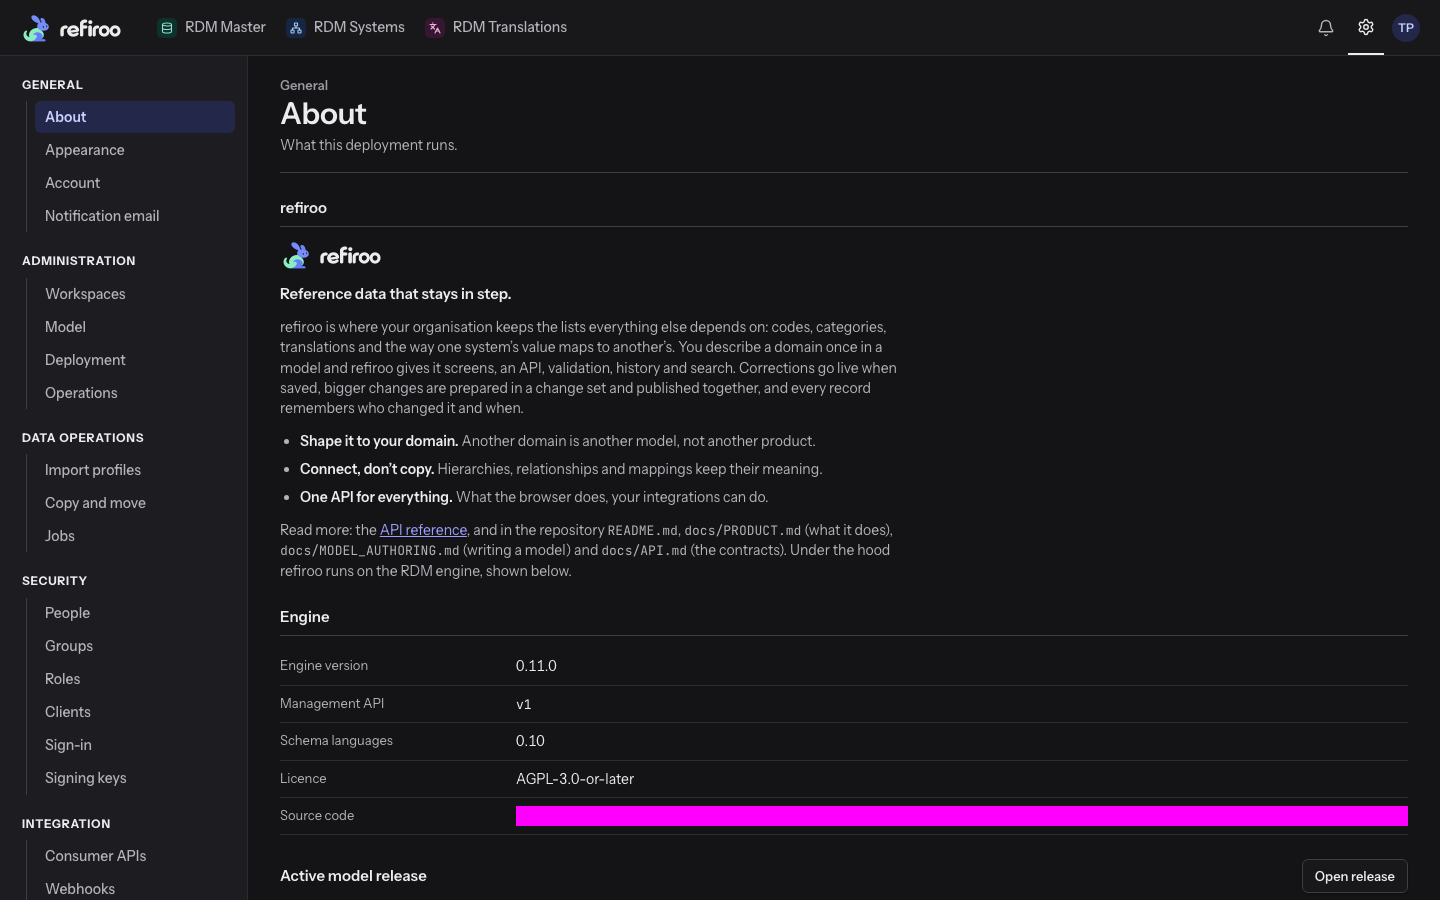 refiroo
RDM Master
RDM Systems
RDM Translations
TP
GENERAL
About
Appearance
Account
Notification email
ADMINISTRATION
Workspaces
Model
Deployment
Operations
DATA OPERATIONS
Import profiles
Copy and move
Jobs
SECURITY
People
Groups
Roles
Clients
Sign-in
Signing keys
INTEGRATION
Consumer APIs
Webhooks
General
About
What this deployment runs.
refiroo
refiroo
Reference data that stays in step.
refiroo is where your organisation keeps the lists everything else depends on: codes, categories,
translations and the way one system's value maps to another's. You describe a domain once in a
model and refiroo gives it screens, an API, validation, history and search. Corrections go live when
saved, bigger changes are prepared in a change set and published together, and every record
remembers who changed it and when.
• Shape it to your domain. Another domain is another model, not another product.
• Connect, don't copy. Hierarchies, relationships and mappings keep their meaning.
• One API for everything. What the browser does, your integrations can do.
Read more: the API reference, and in the repository README.md, docs/PRODUCT.md (what it does),
docs/MODEL_AUTHORING.md (writing a model) and docs/API.md (the contracts). Under the hood
refiroo runs on the RDM engine, shown below.
Engine
Engine version 0.11.0
Management API v1
Schema languages 0.10
Licence AGPL-3.0-or-later
Source code
Active model release
Open release